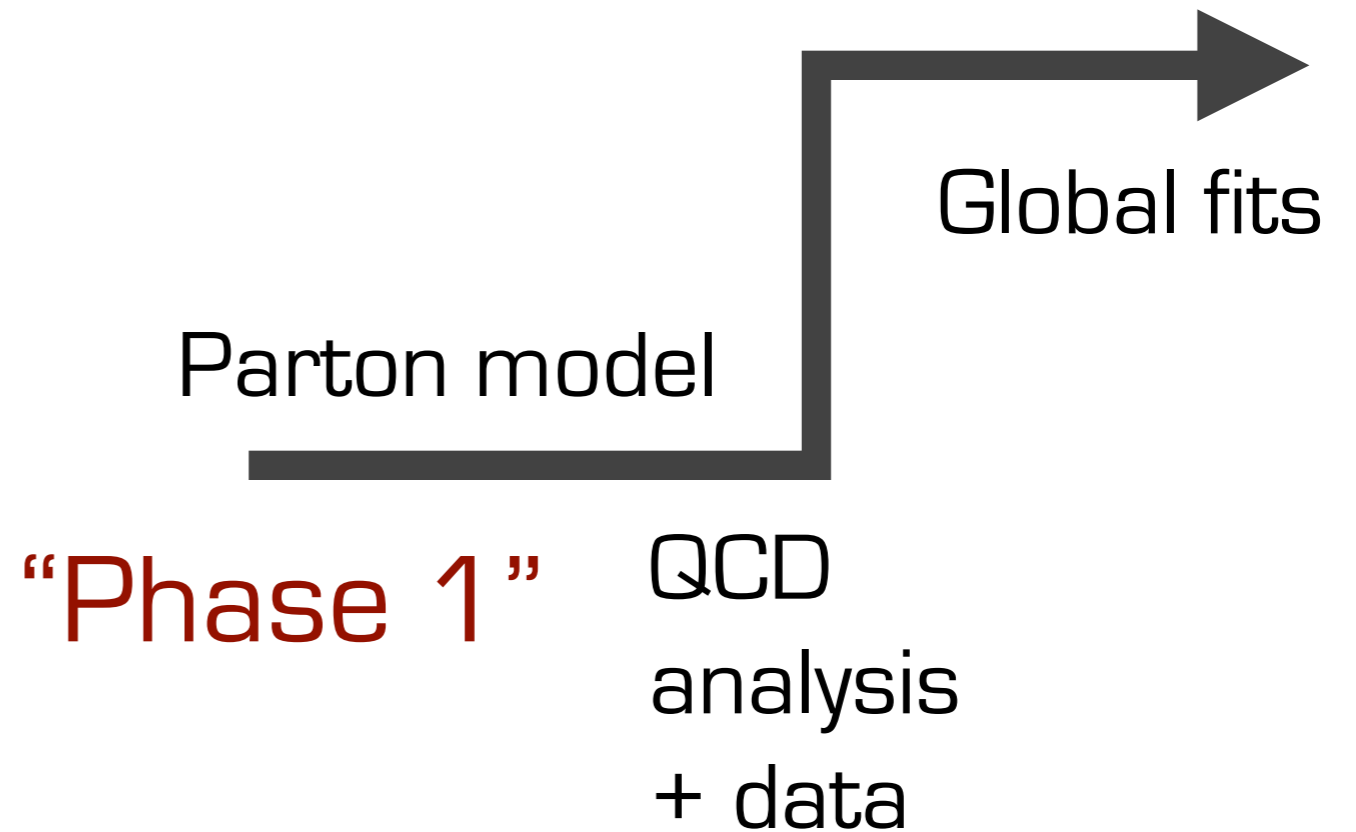 Global fits
Parton model
“Phase 1”
QCD
analysis
+ data